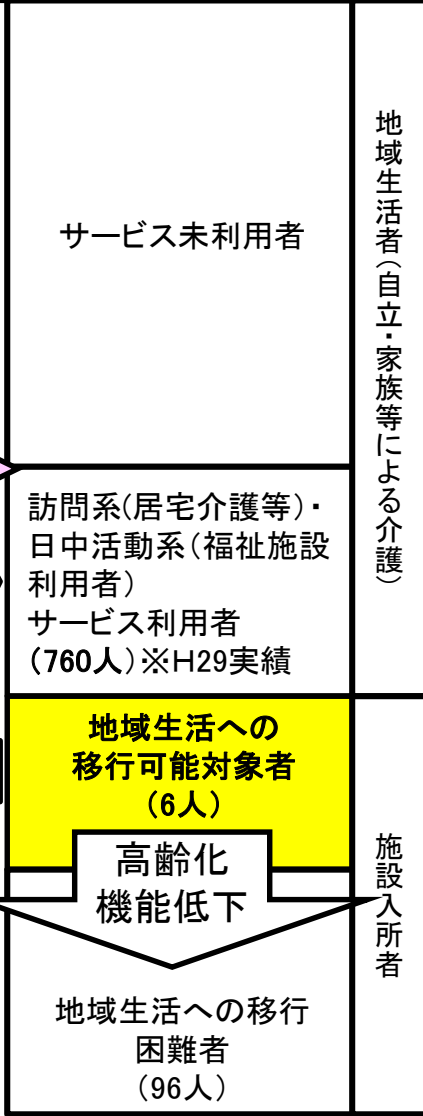 サービス未利用者
地域生活者(自立・家族等による介護)
訪問系(居宅介護等)・
日中活動系(福祉施設
利用者)
サービス利用者
(760人)※H29実績
地域生活への
移行可能対象者
(6人)
高齢化
機能低下
施設入所者
地域生活への移行
困難者
(96人)